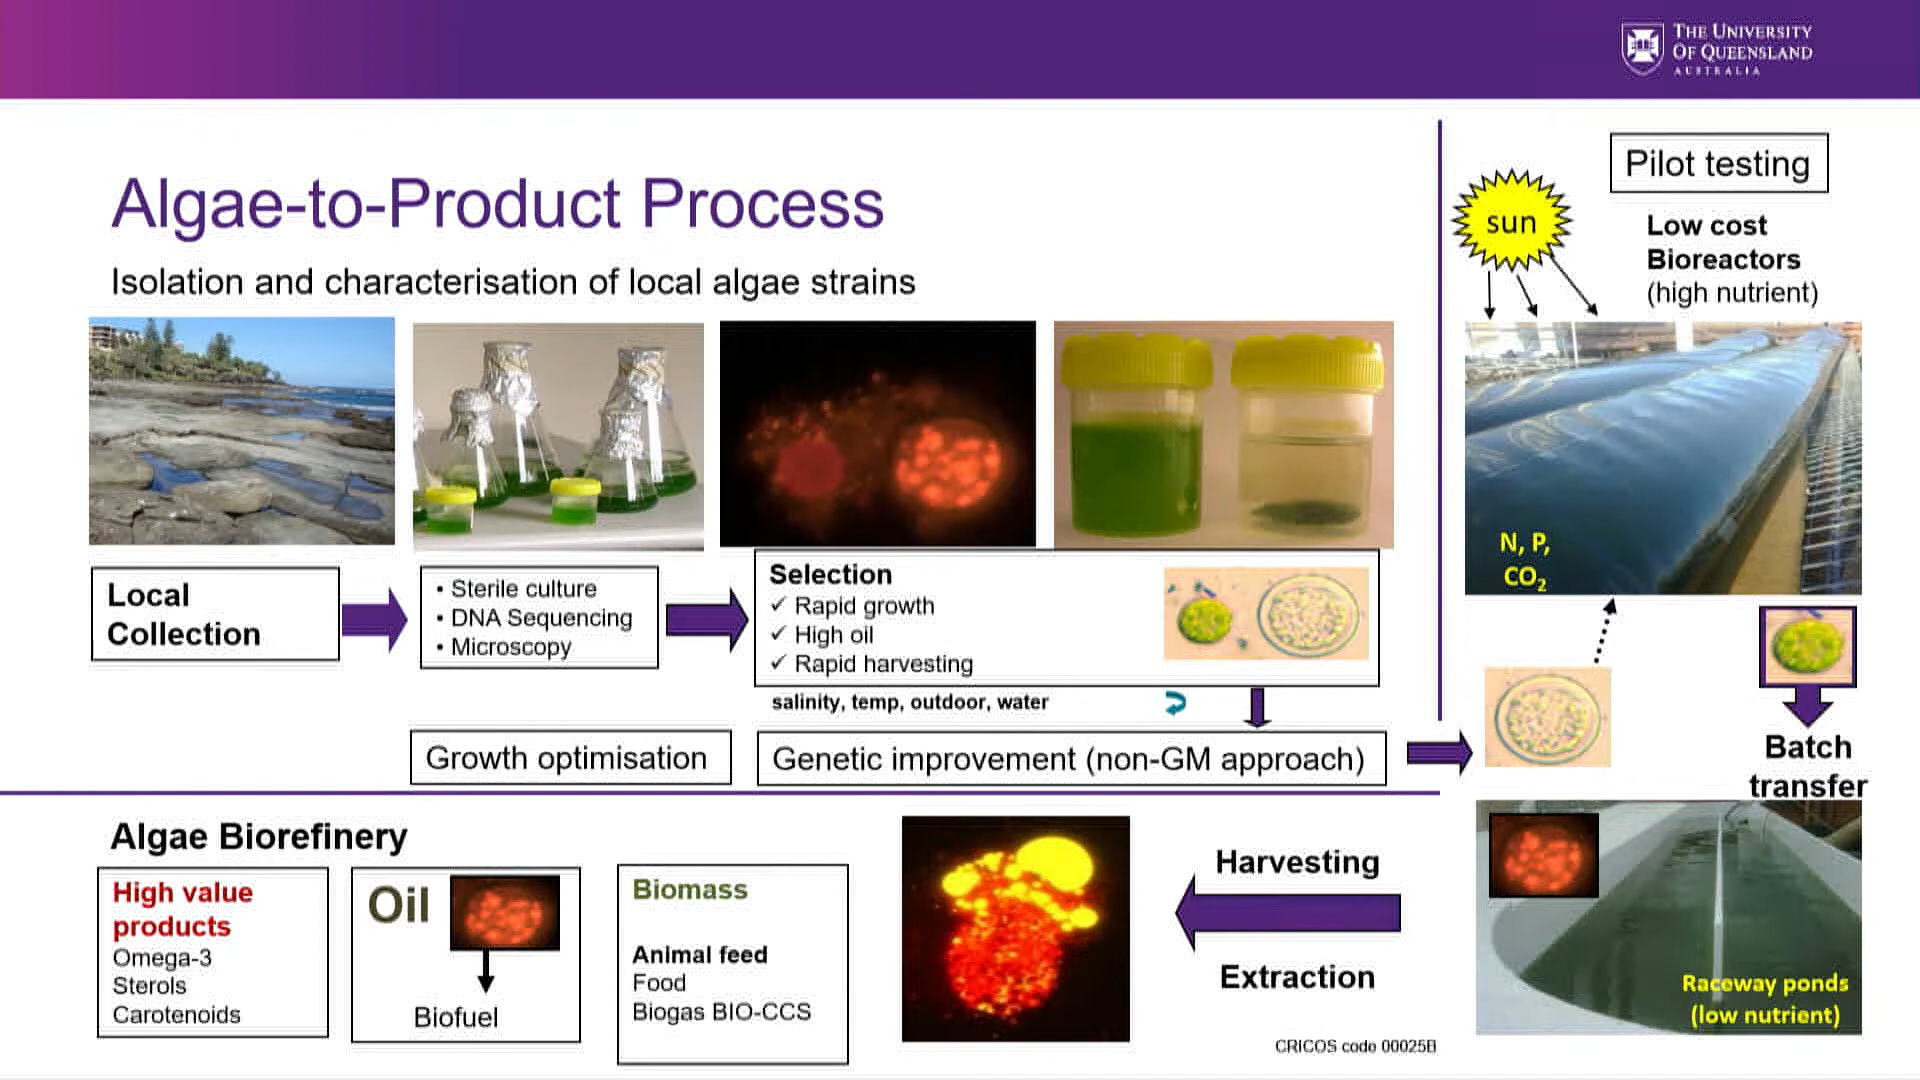 THE UNIVERSITY
OF QUEENSLAND
AUSTRALIA
Algae-to-Product Process
Isolation and characterisation of local algae strains
Local
Collection
• Sterile culture
• DNA Sequencing
• Microscopy
Selection
✓ Rapid growth
✓ High oil
✓ Rapid harvesting
salinity, temp, outdoor, water
Growth optimisation
Genetic improvement (non-GM approach)
Pilot testing
sun
Low cost
Bioreactors
(high nutrient)
N, P,
CO₂
Batch
transfer
Raceway ponds
(low nutrient)
Harvesting
Extraction
Algae Biorefinery
High value
products
Omega-3
Sterols
Carotenoids
Oil
Biofuel
Biomass
Animal feed
Food
Biogas BIO-CCS
CRICOS code 00025B